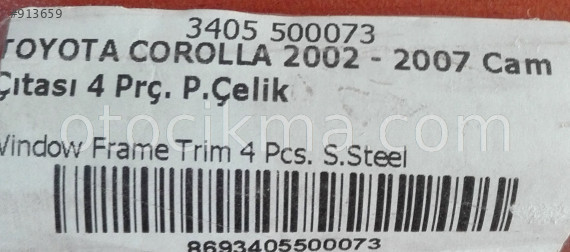 #913659
3405 500073
TOYOTA COROLLA 2002 - 2007 Cam
Çıtası 4 Prç. P.Çelik
otocikma.com
Window Frame Trim 4 Pcs. S.Steel
8693405500073